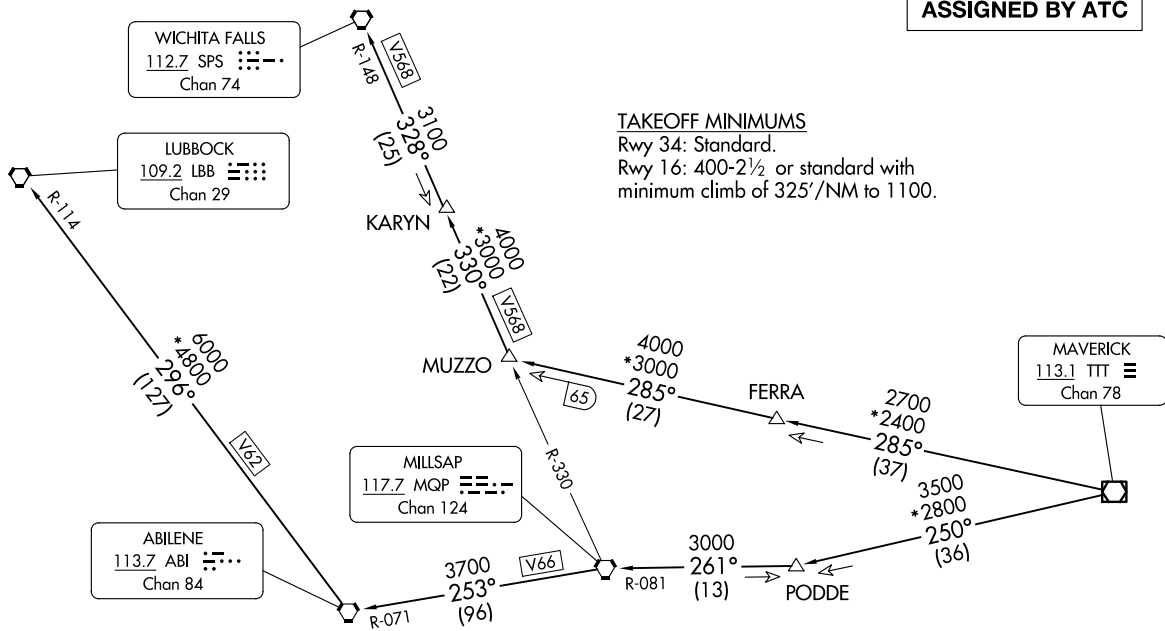 ASSIGNED BY ATC
WICHITA FALLS
112.7 SPS
Chan 74
R-148
V568
3100
328°
(25)
TAKEOFF MINIMUMS
Rwy 34: Standard.
Rwy 16: 400-2½ or standard with
minimum climb of 325'/NM to 1100.
LUBBOCK
109.2 LBB
Chan 29
R-114
KARYN
4000
*3000
330°
(22)
V568
6000
*4800
296°
(127)
V62
MUZZO
4000
*3000
285°
(27)
65
FERRA
MAVERICK
113.1 TTT
Chan 78
2700
*2400
285°
(37)
R-330
MILLSAP
117.7 MQP
Chan 124
3500
*2800
250°
(36)
ABILENE
113.7 ABI
Chan 84
3000
261°
(13)
R-081
PODDE
3700
V66
253°
(96)
R-071